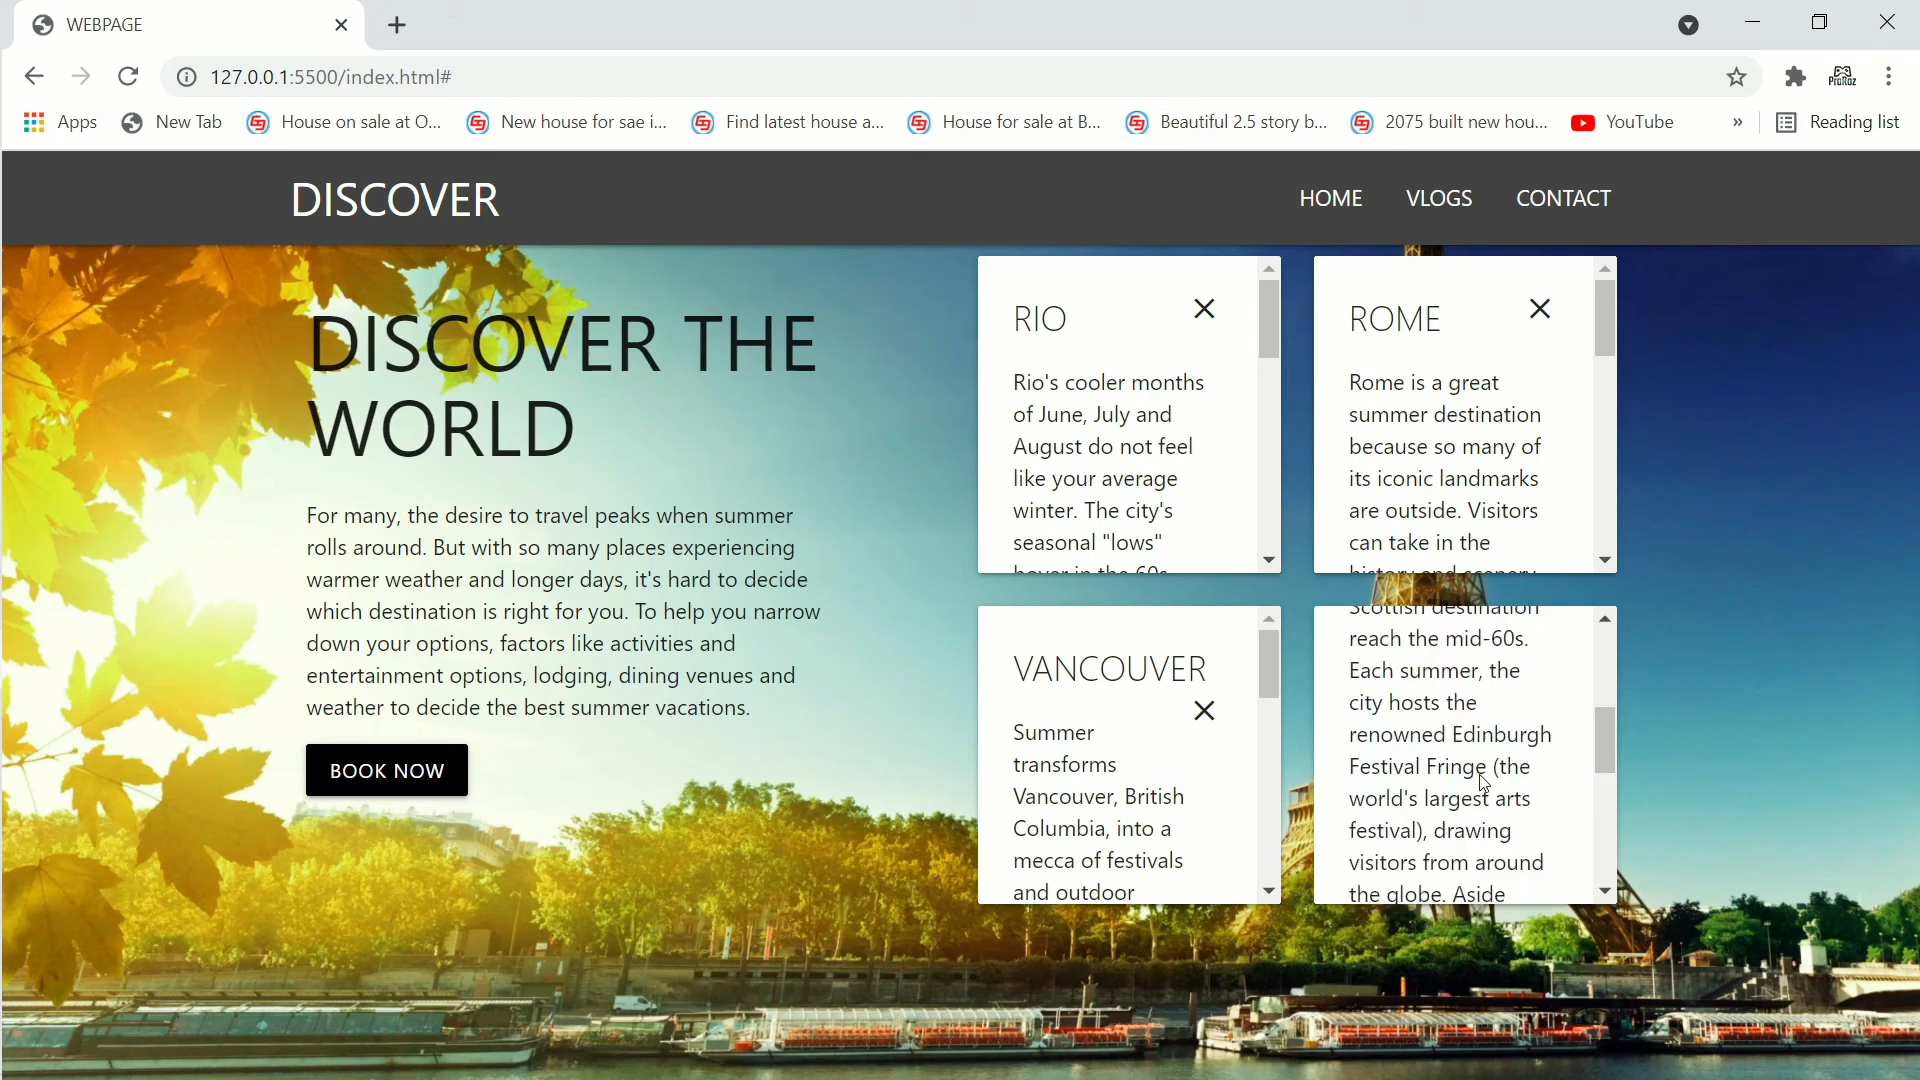 WEBPAGE
127.0.0.1:5500/index.html#
Apps
New Tab
House on sale at O...
New house for sae i...
Find latest house a...
House for sale at B...
Beautiful 2.5 story b...
2075 built new hou...
YouTube
»
Reading list
ProRoz
DISCOVER
HOME
VLOGS
CONTACT
DISCOVER THE
WORLD
For many, the desire to travel peaks when summer
rolls around. But with so many places experiencing
warmer weather and longer days, it's hard to decide
which destination is right for you. To help you narrow
down your options, factors like activities and
entertainment options, lodging, dining venues and
weather to decide the best summer vacations.
BOOK NOW
RIO
Rio's cooler months
of June, July and
August do not feel
like your average
winter. The city's
seasonal "lows"
hover in the 60s
ROME
Rome is a great
summer destination
because so many of
its iconic landmarks
are outside. Visitors
can take in the
history and scenery
VANCOUVER
Summer
transforms
Vancouver, British
Columbia, into a
mecca of festivals
and outdoor
Scottish destination
reach the mid-60s.
Each summer, the
city hosts the
renowned Edinburgh
Festival Fringe (the
world's largest arts
festival), drawing
visitors from around
the globe. Aside